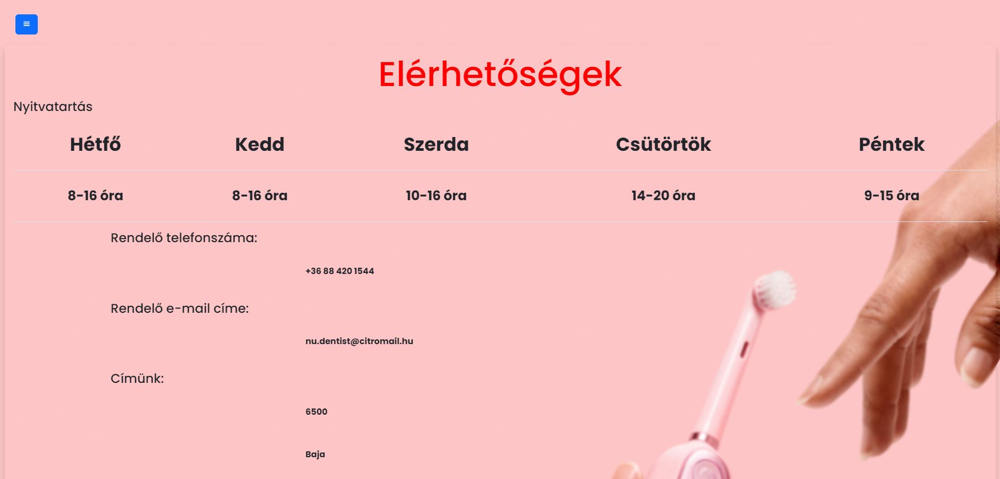 Elérhetőségek
Nyitvatartás
Hétfő Kedd Szerda Csütörtök Péntek
8-16 óra 8-16 óra 10-16 óra 14-20 óra 9-15 óra
Rendelő telefonszáma:
+36 88 420 1544
Rendelő e-mail címe:
nu.dentist@citromail.hu
Címünk:
6500
Baja